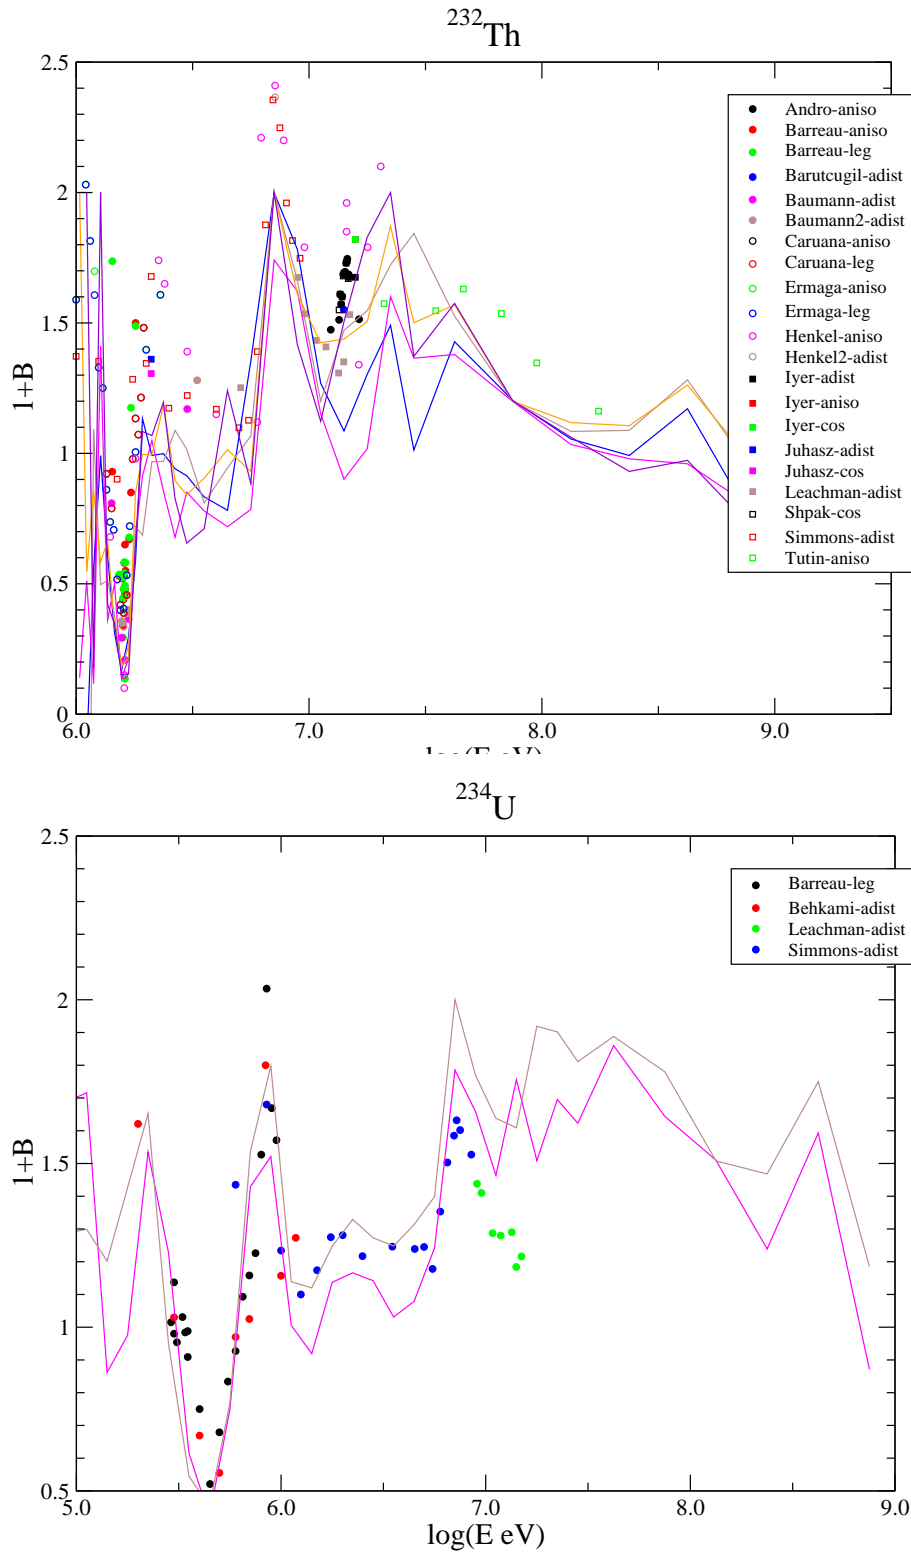 232Th
2.5
2
1.5
1
0.5
0
1+B
6.0 7.0 8.0 9.0
log(E eV)
Andro-aniso
Barreau-aniso
Barreau-leg
Barutcugil-adist
Baumann-adist
Baumann2-adist
Caruana-aniso
Caruana-leg
Ermaga-aniso
Ermaga-leg
Henkel-aniso
Henkel2-adist
Iyer-adist
Iyer-aniso
Iyer-cos
Juhasz-adist
Juhasz-cos
Leachman-adist
Shpak-cos
Simmons-adist
Tutin-aniso
234U
2.5
2
1.5
1
0.5
1+B
5.0 6.0 7.0 8.0 9.0
log(E eV)
Barreau-leg
Behkami-adist
Leachman-adist
Simmons-adist